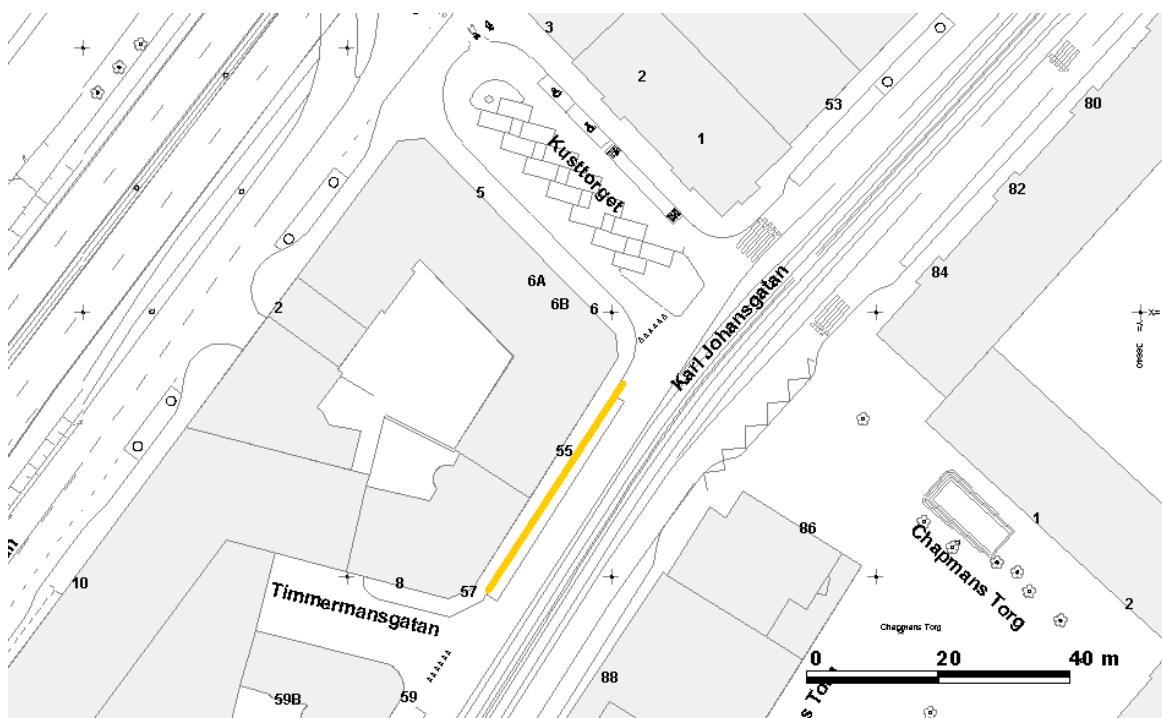 3
2
53
80
1
Kusttorget
82
5
84
6A
6B
6
2
X=
Y= 36640
Karl Johansgatan
55
1
86
Chapmans Torg
10
8
57
Timmermansgatan
2
Chapmans Torg
0 20 40 m
88
59B
59